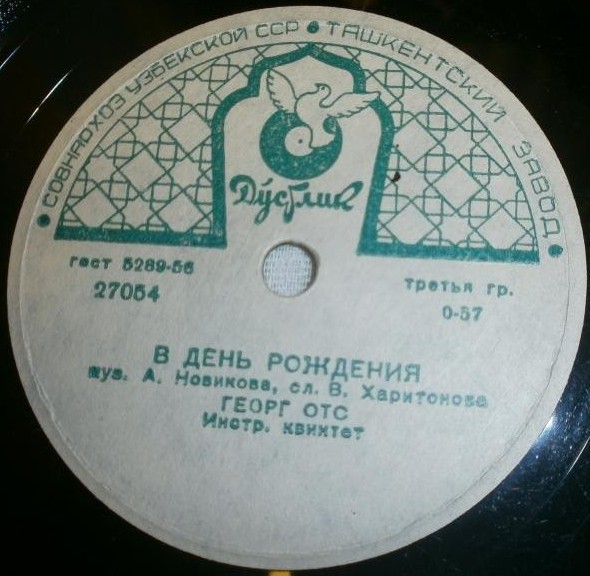 СОВНАРХОЗ УЗБЕКСКОЙ ССР • ТАШКЕНТСКИЙ ЗАВОД
Дӯстлик
гост 5289-56
27054
третья гр.
0-57
В ДЕНЬ РОЖДЕНИЯ
муз. А. Новикова, сл. В. Харитонова
ГЕОРГ ОТС
Инстр. квинтет